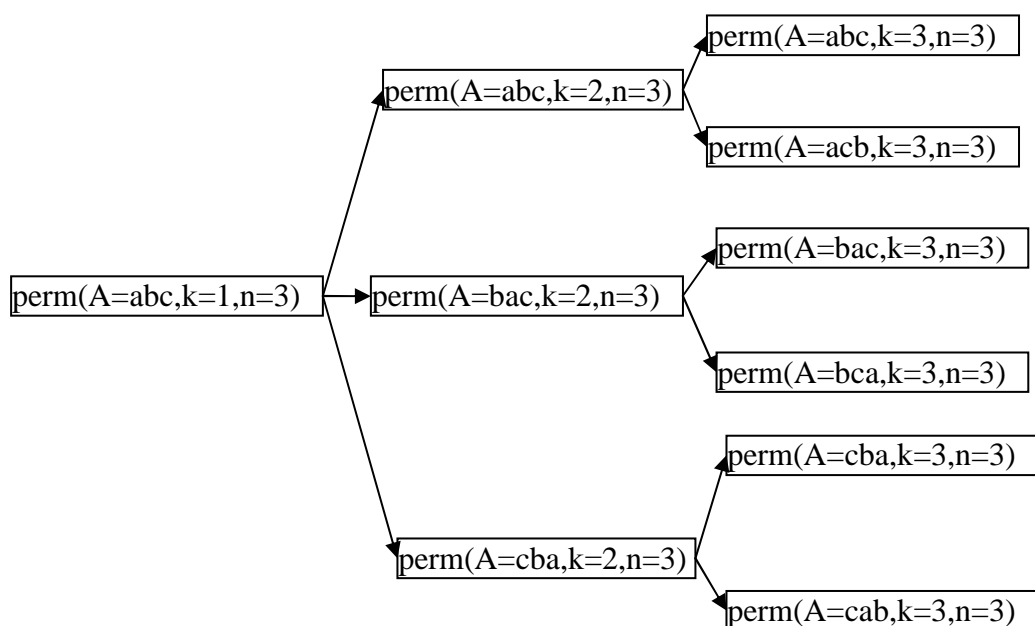 perm(A=abc,k=3,n=3)
perm(A=abc,k=2,n=3)
perm(A=acb,k=3,n=3)
perm(A=bac,k=3,n=3)
perm(A=abc,k=1,n=3)
perm(A=bac,k=2,n=3)
perm(A=bca,k=3,n=3)
perm(A=cba,k=3,n=3)
perm(A=cba,k=2,n=3)
perm(A=cab,k=3,n=3)